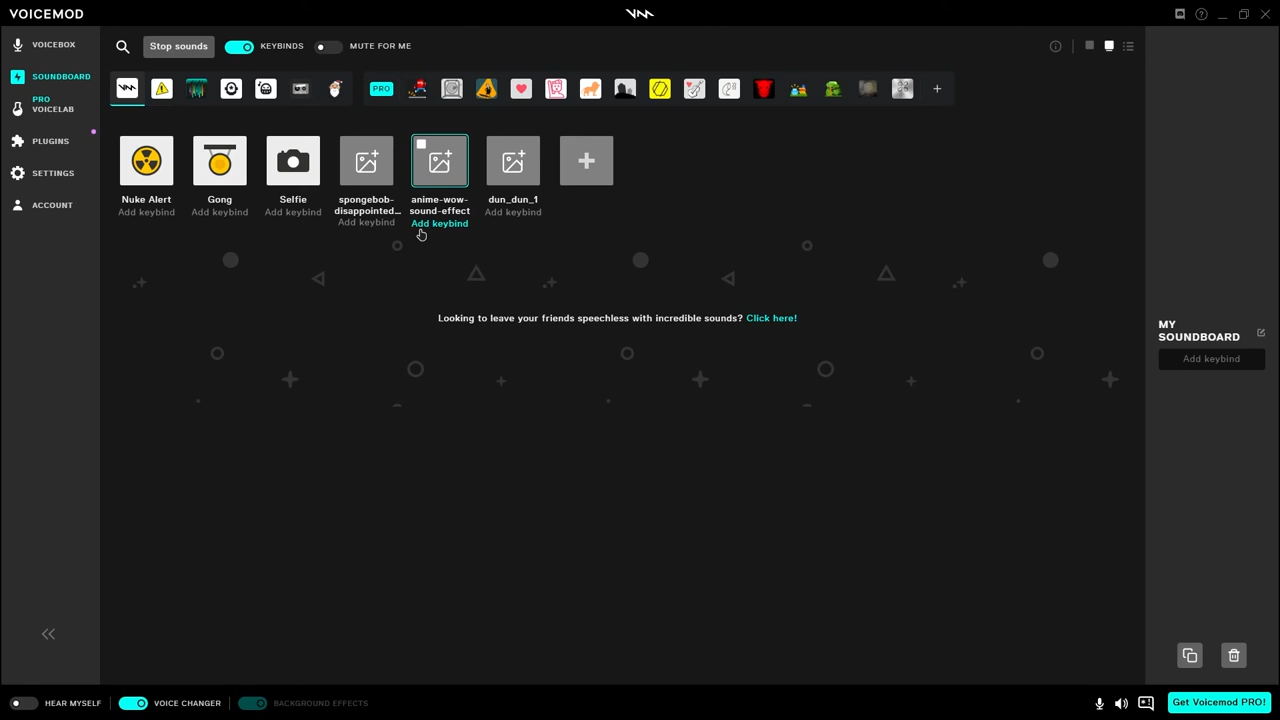 VOICEMOD
VOICEBOX
SOUNDBOARD
PRO
VOICELAB
PLUGINS
SETTINGS
ACCOUNT
Stop sounds
KEYBINDS
MUTE FOR ME
PRO
+
Nuke Alert
Add keybind
Gong
Add keybind
Selfie
Add keybind
spongebob-
disappointed...
Add keybind
anime-wow-
sound-effect
Add keybind
dun_dun_1
Add keybind
Looking to leave your friends speechless with incredible sounds? Click here!
MY
SOUNDBOARD
Add keybind
HEAR MYSELF
VOICE CHANGER
BACKGROUND EFFECTS
Get Voicemod PRO!